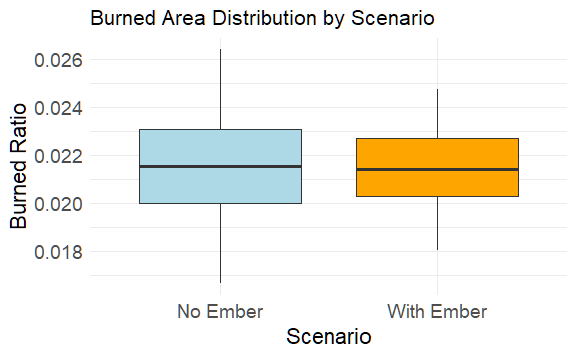 Burned Area Distribution by Scenario
Burned Ratio
0.026
0.024
0.022
0.020
0.018
No Ember
With Ember
Scenario